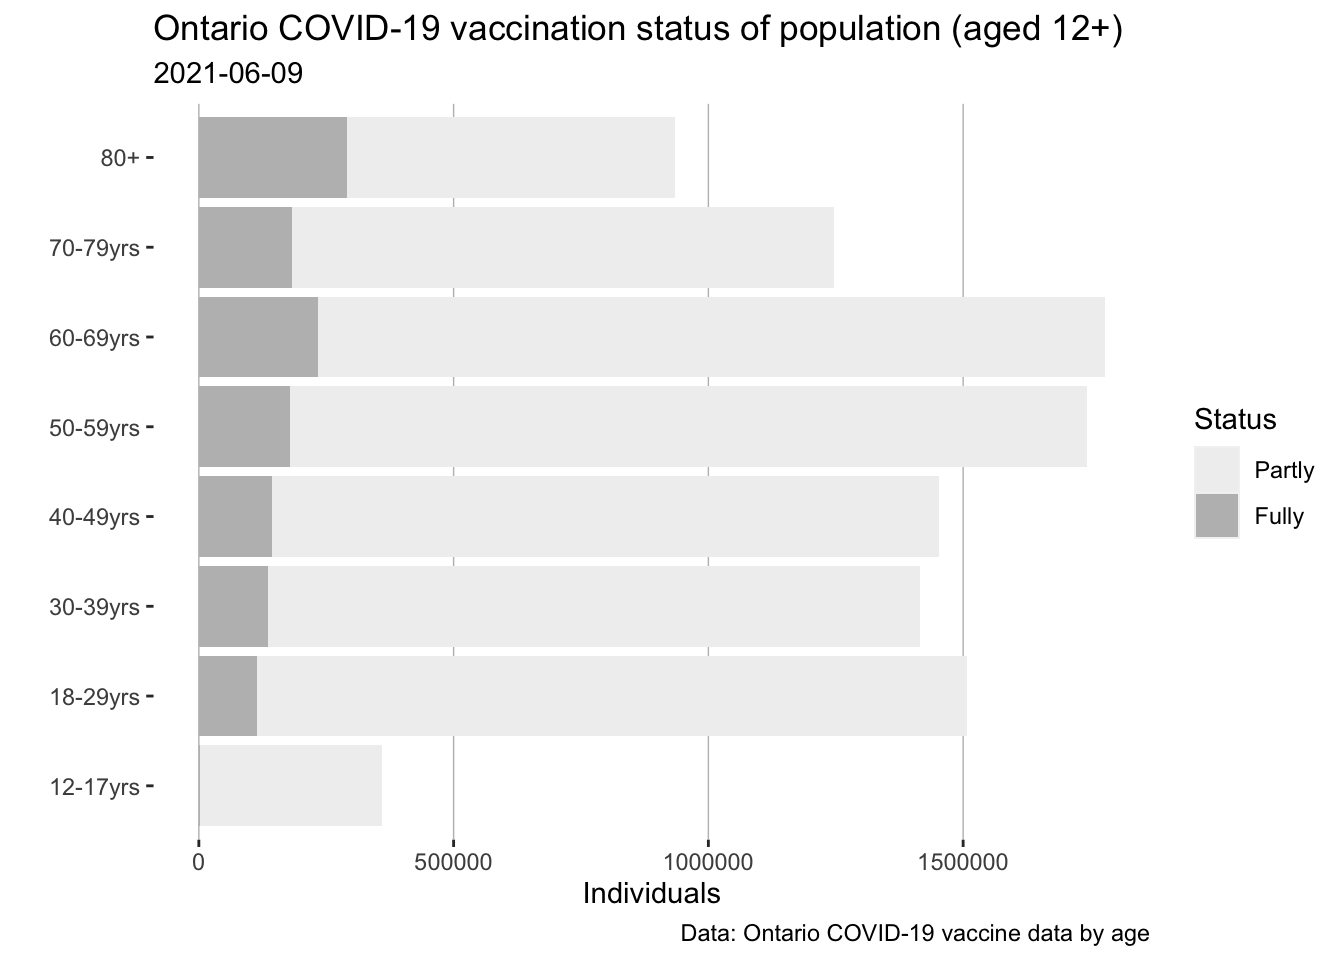 Ontario COVID-19 vaccination status of population (aged 12+)
2021-06-09
80+
70-79yrs
60-69yrs
50-59yrs
40-49yrs
30-39yrs
18-29yrs
12-17yrs
0 500000 1000000 1500000
Individuals
Status
Partly
Fully
Data: Ontario COVID-19 vaccine data by age